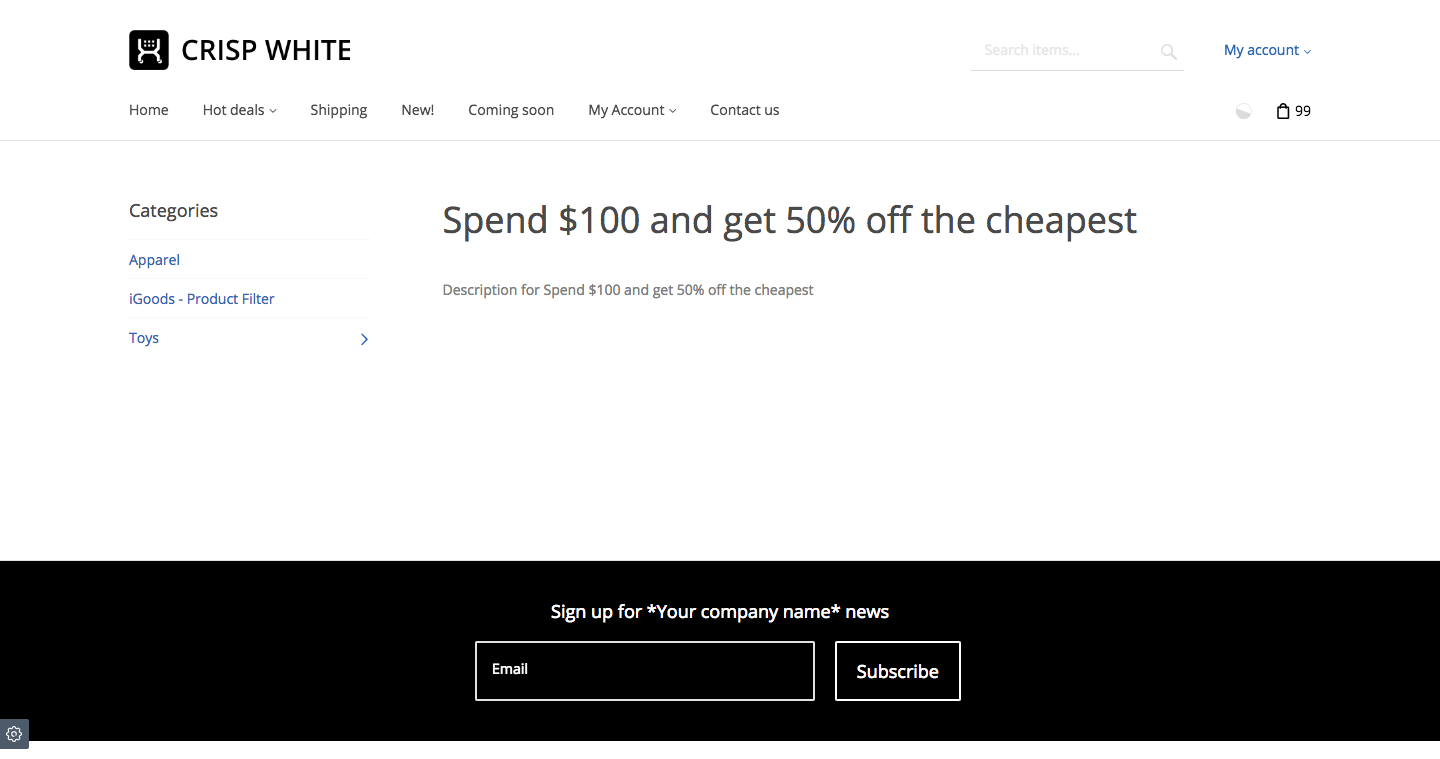 CRISP WHITE
Search items...
My account
Home Hot deals Shipping New! Coming soon My Account Contact us
99
Categories
Apparel
iGoods - Product Filter
Toys
Spend $100 and get 50% off the cheapest
Description for Spend $100 and get 50% off the cheapest
Sign up for *Your company name* news
Email
Subscribe